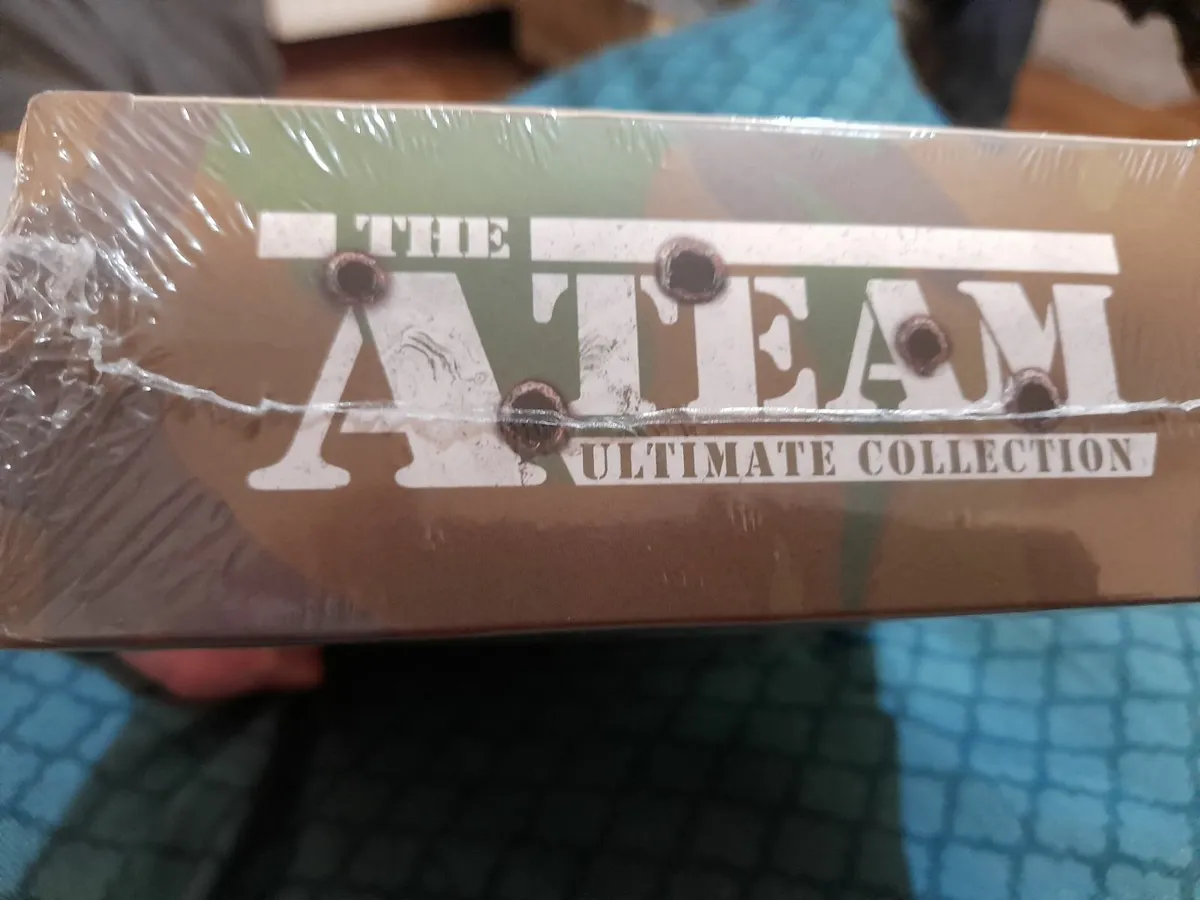 THE
A TEAM
ULTIMATE COLLECTION